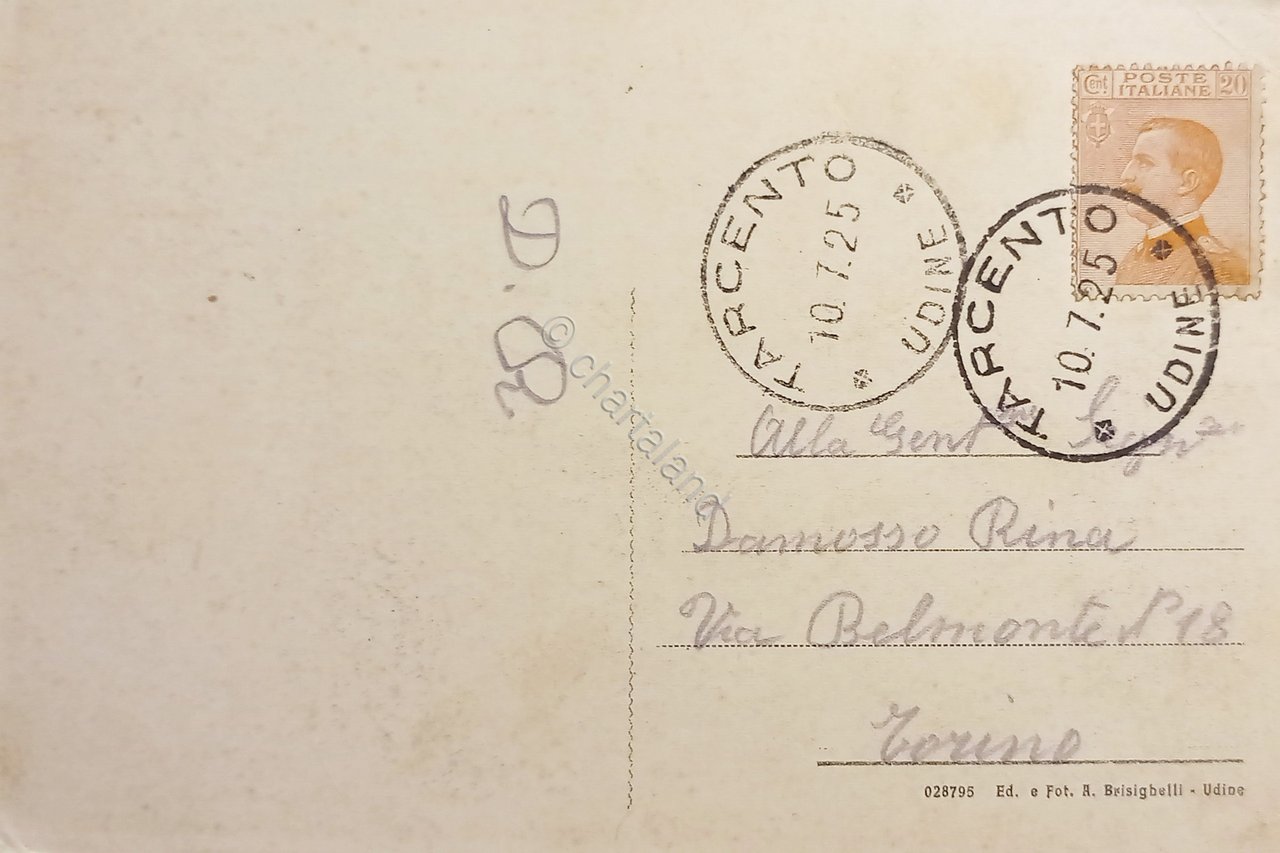 Cent POSTE ITALIANE 20
TARCENTO
10.7.25
UDINE
TARCENTO
10.7.25
UDINE
D.
© chartaland
Alla Gent
Damosso Rina
Via Belmonte N° 18
Torino
028795 Ed. e Fot. A. Brisighelli - Udine